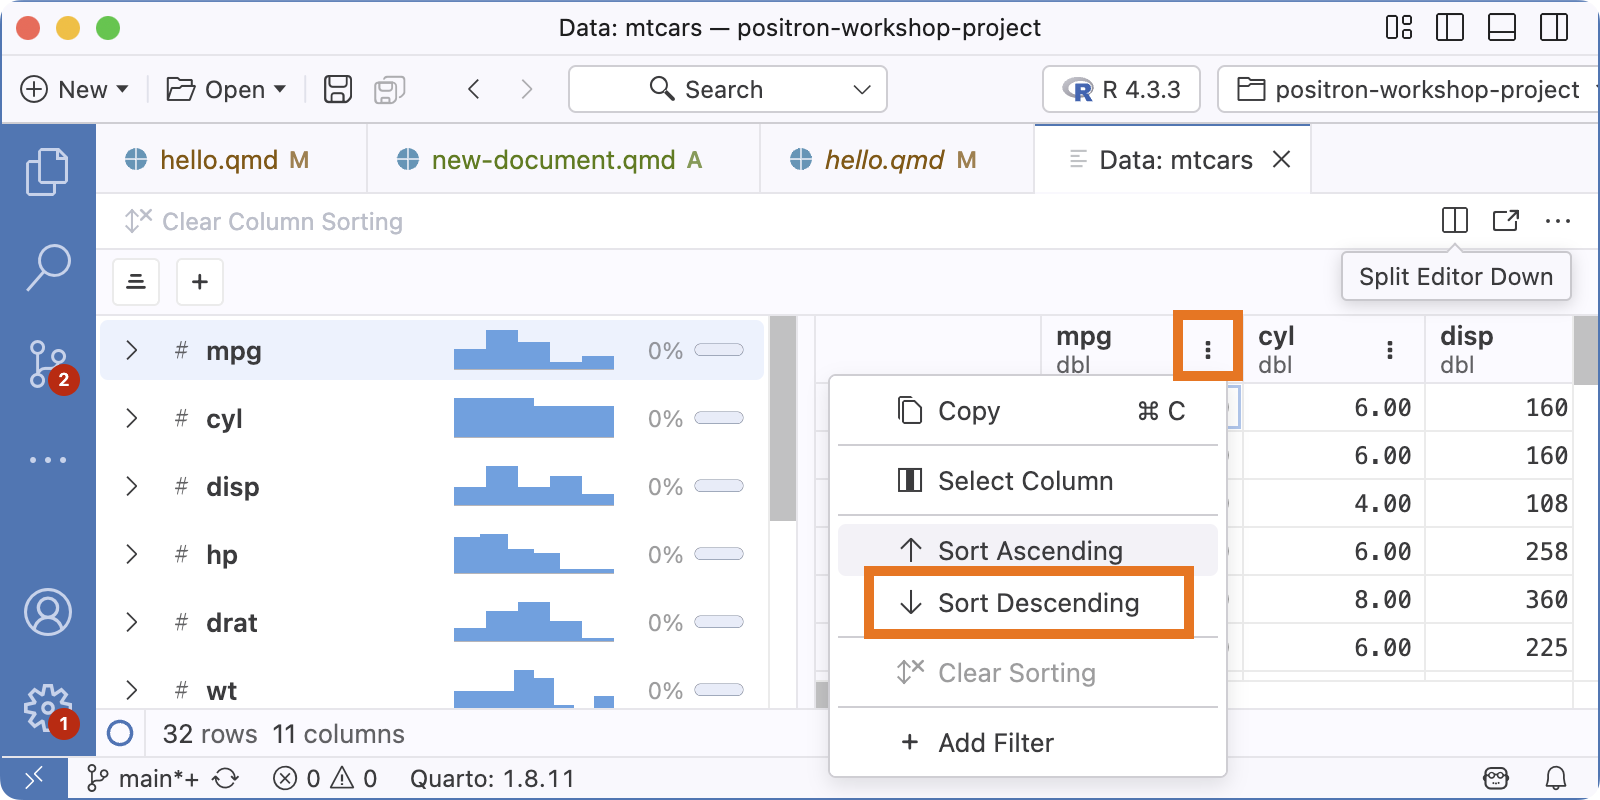 Data: mtcars — positron-workshop-project
New Open Search R 4.3.3 positron-workshop-project
hello.qmd M new-document.qmd A hello.qmd M Data: mtcars
Clear Column Sorting
Split Editor Down
# mpg 0%
# cyl 0%
# disp 0%
# hp 0%
# drat 0%
# wt 0%
mpg cyl disp
dbl dbl dbl
6.00 160
6.00 160
4.00 108
6.00 258
8.00 360
6.00 225
Copy ⌘ C
Select Column
Sort Ascending
Sort Descending
Clear Sorting
Add Filter
2
1
32 rows 11 columns
main*+ 0 0 Quarto: 1.8.11